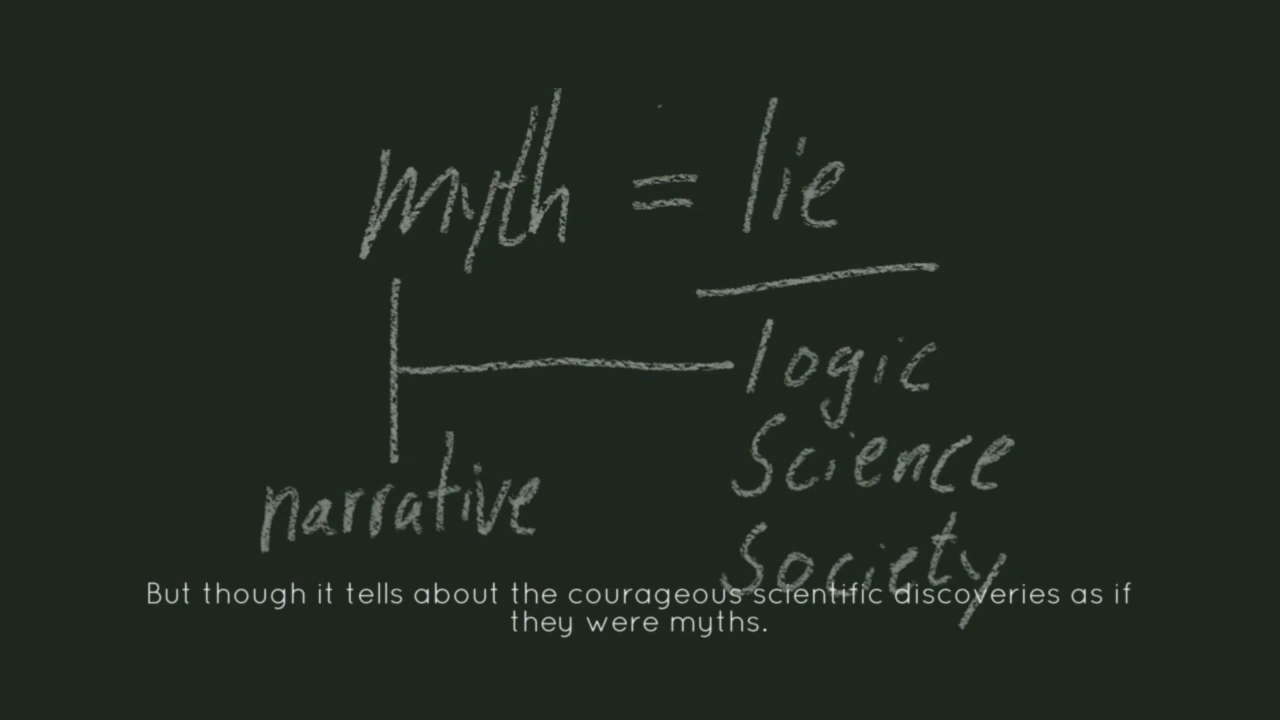 myth = lie
logic
Science
narrative
Society
But though it tells about the courageous scientific discoveries as if
they were myths.